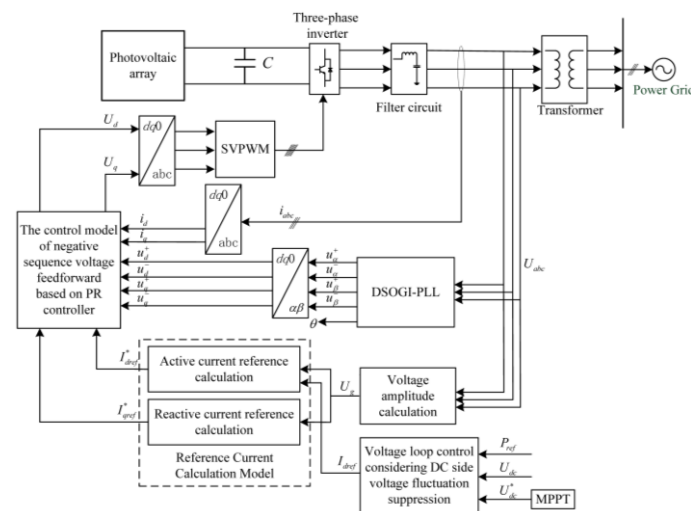 Three-phase
inverter
Photovoltaic
array
C
Filter circuit
Transformer
Power Grid
U_d
U_q
dq0
abc
SVPWM
dq0
abc
i_abc
i_d
i_q
The control model
of negative
sequence voltage
feedforward
based on PR
controller
u_d^+
u_d^-
u_q^+
u_q^-
dq0
αβ
u_α^+
u_α^-
u_β^+
u_β^-
θ
DSOGI-PLL
U_abc
I_dref^*
Active current reference
calculation
I_qref^*
Reactive current reference
calculation
Reference Current
Calculation Model
U_g
Voltage
amplitude
calculation
I_dref
Voltage loop control
considering DC side
voltage fluctuation
suppression
P_ref
U_dc
U_dc^*
MPPT